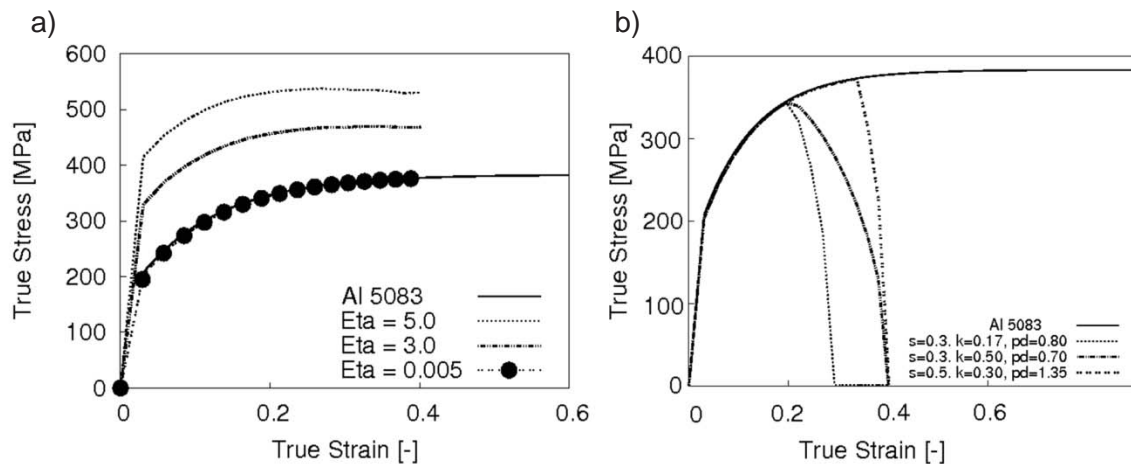 a)
600
500
400
300
200
100
0
True Stress [MPa]
Al 5083
Eta = 5.0
Eta = 3.0
Eta = 0.005
0
0.2
0.4
0.6
True Strain [-]
b)
400
300
200
100
0
True Stress [MPa]
Al 5083
s=0.3. k=0.17, pd=0.80
s=0.3. k=0.50, pd=0.70
s=0.5. k=0.30, pd=1.35
0
0.2
0.4
0.6
True Strain [-]